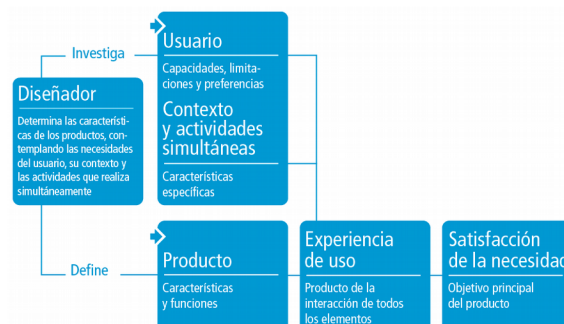 Investiga
Diseñador
Determina las característi-
cas de los productos, con-
templando las necesidades
del usuario, su contexto y
las actividades que realiza
simultáneamente
Define
Usuario
Capacidades, limita-
ciones y preferencias
Contexto
y actividades
simultáneas
Características
específicas
Producto
Características
y funciones
Experiencia
de uso
Producto de la
interacción de todos
los elementos
Satisfacción
de la necesidad
Objetivo principal
del producto